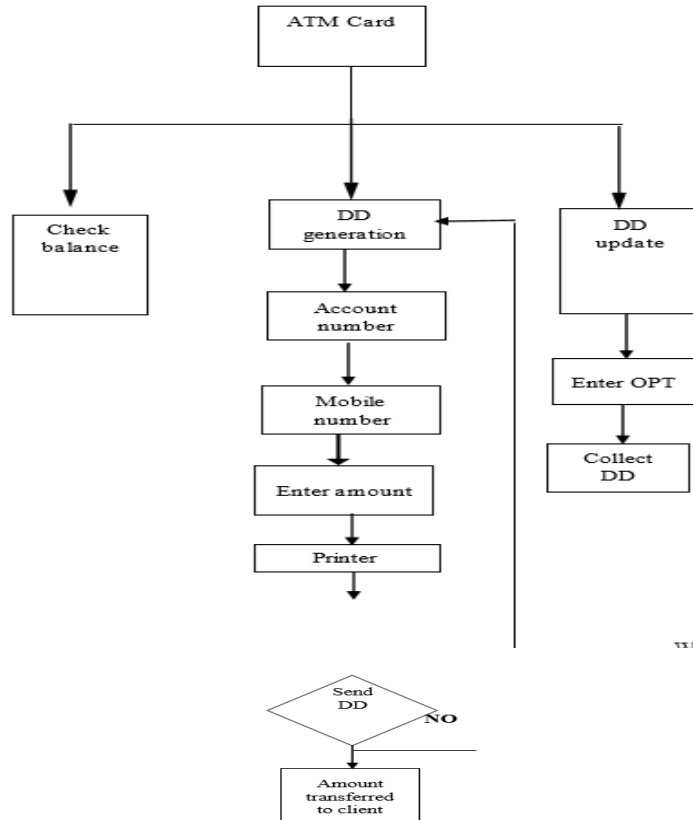 ATM Card
Check
balance
DD
generation
DD
update
Account
number
Enter OPT
Mobile
number
Collect
DD
Enter amount
Printer
Send
DD
NO
Amount
transferred
to client